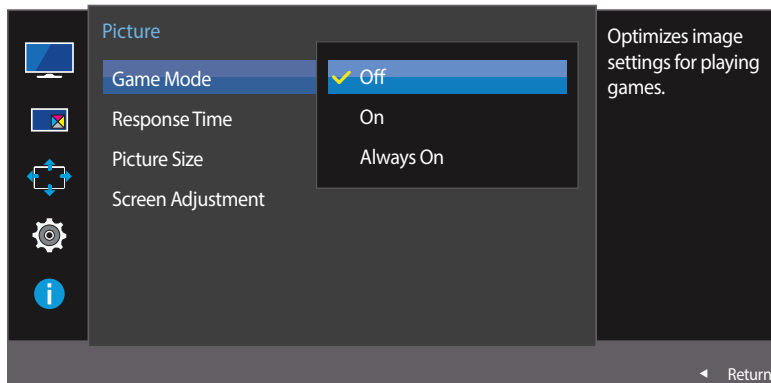 Picture
Game Mode
Off
Response Time
On
Picture Size
Always On
Screen Adjustment
Optimizes image
settings for playing
games.
Return